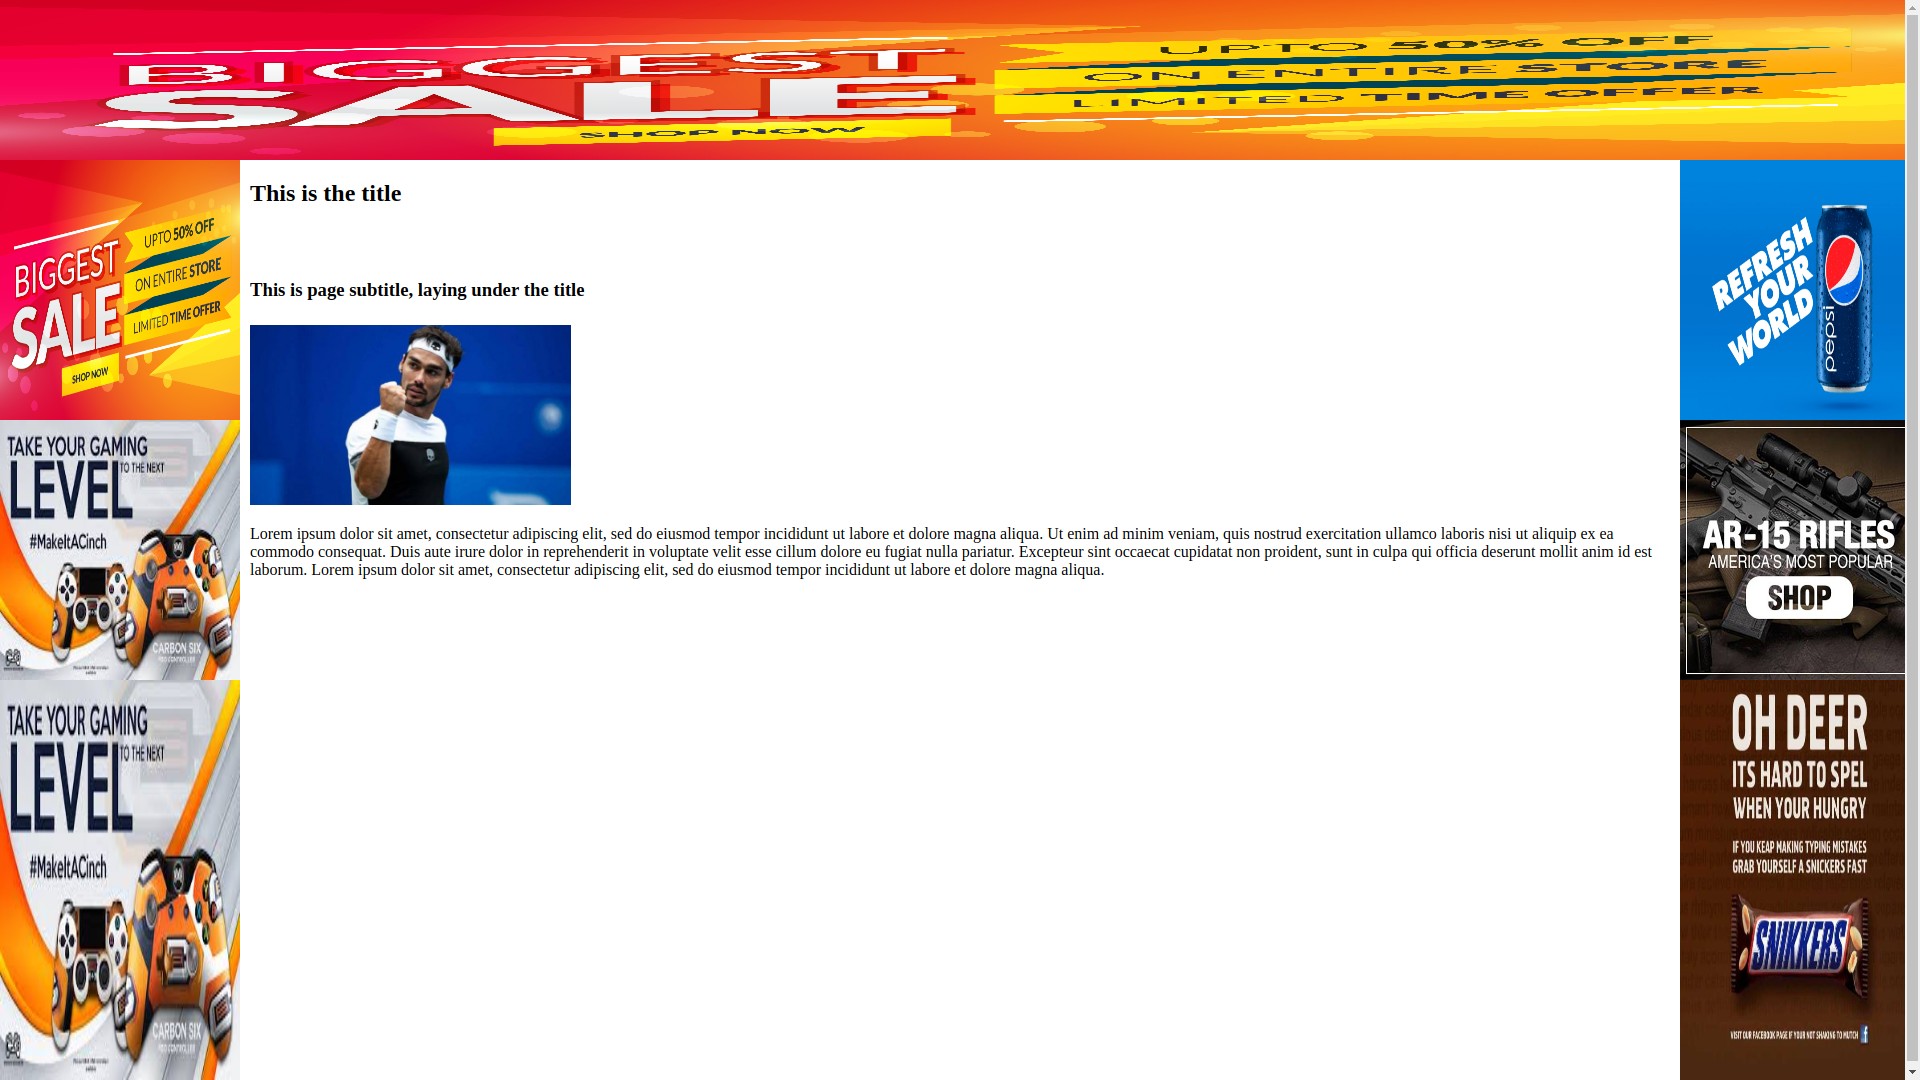 BIGGEST
SALE
SHOP NOW
UPTO 50% OFF
ON ENTIRE STORE
LIMITED TIME OFFER
BIGGEST
SALE
SHOP NOW
UPTO 50% OFF
ON ENTIRE STORE
LIMITED TIME OFFER
TAKE YOUR GAMING
LEVEL
TO THE NEXT
#MakeItACinch
CARBON SIX
TAKE YOUR GAMING
LEVEL
TO THE NEXT
#MakeItACinch
CARBON SIX
This is the title
This is page subtitle, laying under the title
Lorem ipsum dolor sit amet, consectetur adipiscing elit, sed do eiusmod tempor incididunt ut labore et dolore magna aliqua. Ut enim ad minim veniam, quis nostrud exercitation ullamco laboris nisi ut aliquip ex ea
commodo consequat. Duis aute irure dolor in reprehenderit in voluptate velit esse cillum dolore eu fugiat nulla pariatur. Excepteur sint occaecat cupidatat non proident, sunt in culpa qui officia deserunt mollit anim id est
laborum. Lorem ipsum dolor sit amet, consectetur adipiscing elit, sed do eiusmod tempor incididunt ut labore et dolore magna aliqua.
REFRESH
YOUR
WORLD
pepsi
AR-15 RIFLES
AMERICA'S MOST POPULAR
SHOP
OH DEER
ITS HARD TO SPEL
WHEN YOUR HUNGRY
IF YOU KEAP MAKING TYPING MISTAKES
GRAB YOURSELF A SNICKERS FAST
SNIKKERS
VISIT OUR FACEBOOK PAGE IF YOUR NOT SHAKING TO MUTCH